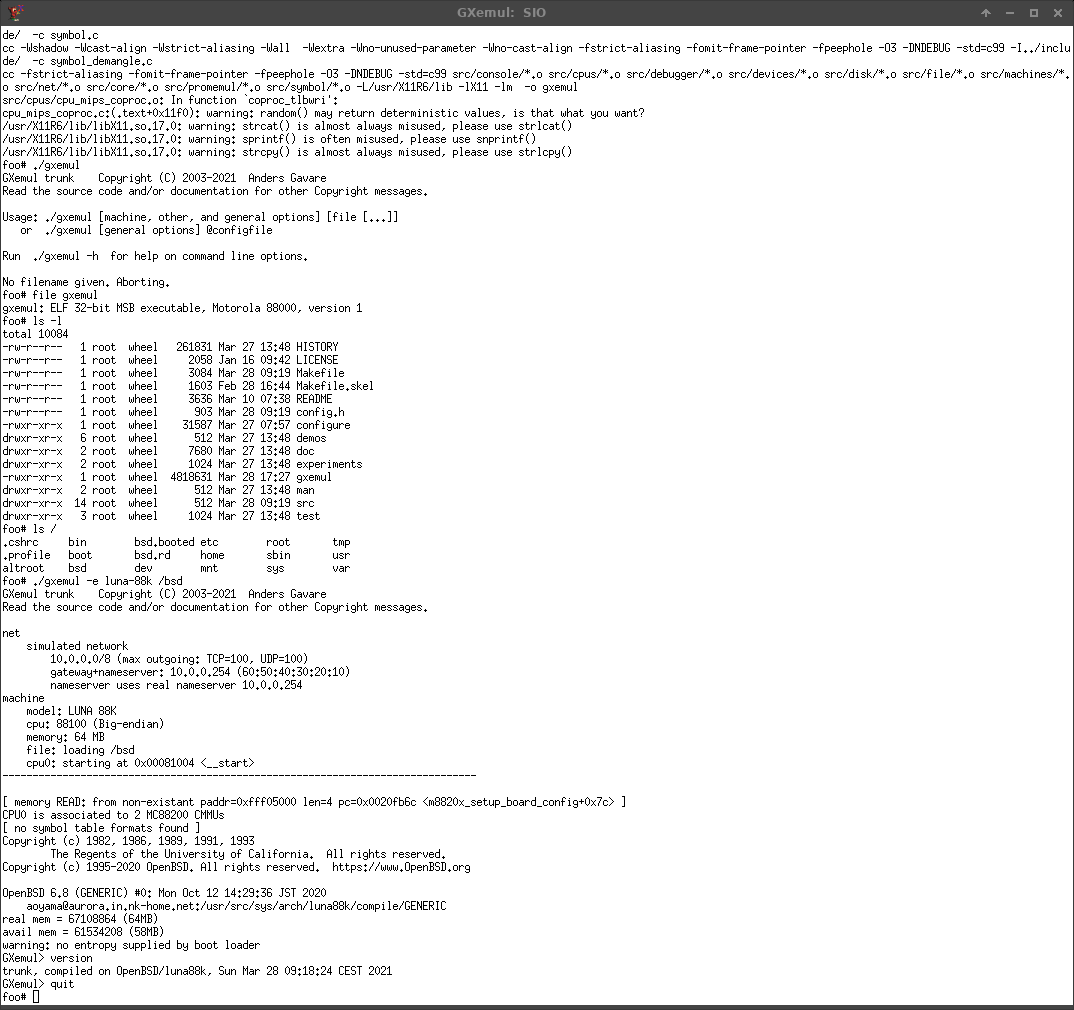 GXemul: SIO
de/  -c symbol.c
cc -Wshadow -Wcast-align -Wstrict-aliasing -Wall  -Wextra -Wno-unused-parameter -Wno-cast-align -fstrict-aliasing -fomit-frame-pointer -fpeephole -O3 -DNDEBUG -std=c99 -I../inclu
de/  -c symbol_demangle.c
cc -fstrict-aliasing -fomit-frame-pointer -fpeephole -O3 -DNDEBUG -std=c99 src/console/*.o src/cpus/*.o src/debugger/*.o src/devices/*.o src/disk/*.o src/file/*.o src/machines/*.
o src/net/*.o src/core/*.o src/promemul/*.o src/symbol/*.o -L/usr/X11R6/lib -lX11 -lm  -o gxemul
src/cpus/cpu_mips_coproc.o: In function `coproc_tlbwri':
cpu_mips_coproc.c:(.text+0x11f0): warning: random() may return deterministic values, is that what you want?
/usr/X11R6/lib/libX11.so.17.0: warning: strcat() is almost always misused, please use strlcat()
/usr/X11R6/lib/libX11.so.17.0: warning: sprintf() is often misused, please use snprintf()
/usr/X11R6/lib/libX11.so.17.0: warning: strcpy() is almost always misused, please use strlcpy()
foo# ./gxemul
GXemul trunk    Copyright (C) 2003-2021  Anders Gavare
Read the source code and/or documentation for other Copyright messages.

Usage: ./gxemul [machine, other, and general options] [file [...]]
   or  ./gxemul [general options] @configfile

Run  ./gxemul -h  for help on command line options.

No filename given. Aborting.
foo# file gxemul
gxemul: ELF 32-bit MSB executable, Motorola 88000, version 1
foo# ls -l
total 10084
-rw-r--r--   1 root  wheel   261831 Mar 27 13:48 HISTORY
-rw-r--r--   1 root  wheel     2058 Jan 16 09:42 LICENSE
-rw-r--r--   1 root  wheel     3084 Mar 28 09:19 Makefile
-rw-r--r--   1 root  wheel     1603 Feb 28 16:44 Makefile.skel
-rw-r--r--   1 root  wheel     3636 Mar 10 07:38 README
-rw-r--r--   1 root  wheel      903 Mar 28 09:19 config.h
-rwxr-xr-x   1 root  wheel    31587 Mar 27 07:57 configure
drwxr-xr-x   6 root  wheel      512 Mar 27 13:48 demos
drwxr-xr-x   2 root  wheel     7680 Mar 27 13:48 doc
drwxr-xr-x   2 root  wheel     1024 Mar 27 13:48 experiments
-rwxr-xr-x   1 root  wheel  4818631 Mar 28 17:27 gxemul
drwxr-xr-x   2 root  wheel      512 Mar 27 13:48 man
drwxr-xr-x  14 root  wheel      512 Mar 28 09:19 src
drwxr-xr-x   3 root  wheel     1024 Mar 27 13:48 test
foo# ls /
.cshrc     bin        bsd.booted etc        root       tmp
.profile   boot       bsd.rd     home       sbin       usr
altroot    bsd        dev        mnt        sys        var
foo# ./gxemul -e luna-88k /bsd
GXemul trunk    Copyright (C) 2003-2021  Anders Gavare
Read the source code and/or documentation for other Copyright messages.

net
    simulated network
        10.0.0.0/8 (max outgoing: TCP=100, UDP=100)
        gateway+nameserver: 10.0.0.254 (60:50:40:30:20:10)
        nameserver uses real nameserver 10.0.0.254
machine
    model: LUNA 88K
    cpu: 88100 (Big-endian)
    memory: 64 MB
    file: loading /bsd
    cpu0: starting at 0x00081004 <__start>
-------------------------------------------------------------------------------

[ memory READ: from non-existant paddr=0xfff05000 len=4 pc=0x0020fb6c <m8820x_setup_board_config+0x7c> ]
CPU0 is associated to 2 MC88200 CMMUs
[ no symbol table formats found ]
Copyright (c) 1982, 1986, 1989, 1991, 1993
        The Regents of the University of California.  All rights reserved.
Copyright (c) 1995-2020 OpenBSD. All rights reserved.  https://www.OpenBSD.org

OpenBSD 6.8 (GENERIC) #0: Mon Oct 12 14:29:36 JST 2020
    aoyama@aurora.in.nk-home.net:/usr/src/sys/arch/luna88k/compile/GENERIC
real mem = 67108864 (64MB)
avail mem = 61534208 (58MB)
warning: no entropy supplied by boot loader
GXemul> version
trunk, compiled on OpenBSD/luna88k, Sun Mar 28 09:18:24 CEST 2021
GXemul> quit
foo#